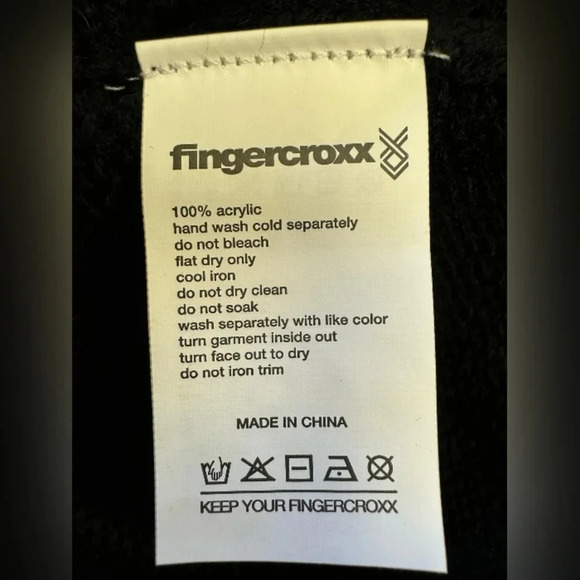 fingercroxx
100% acrylic
hand wash cold separately
do not bleach
flat dry only
cool iron
do not dry clean
do not soak
wash separately with like color
turn garment inside out
turn face out to dry
do not iron trim
MADE IN CHINA
KEEP YOUR FINGERCROXX